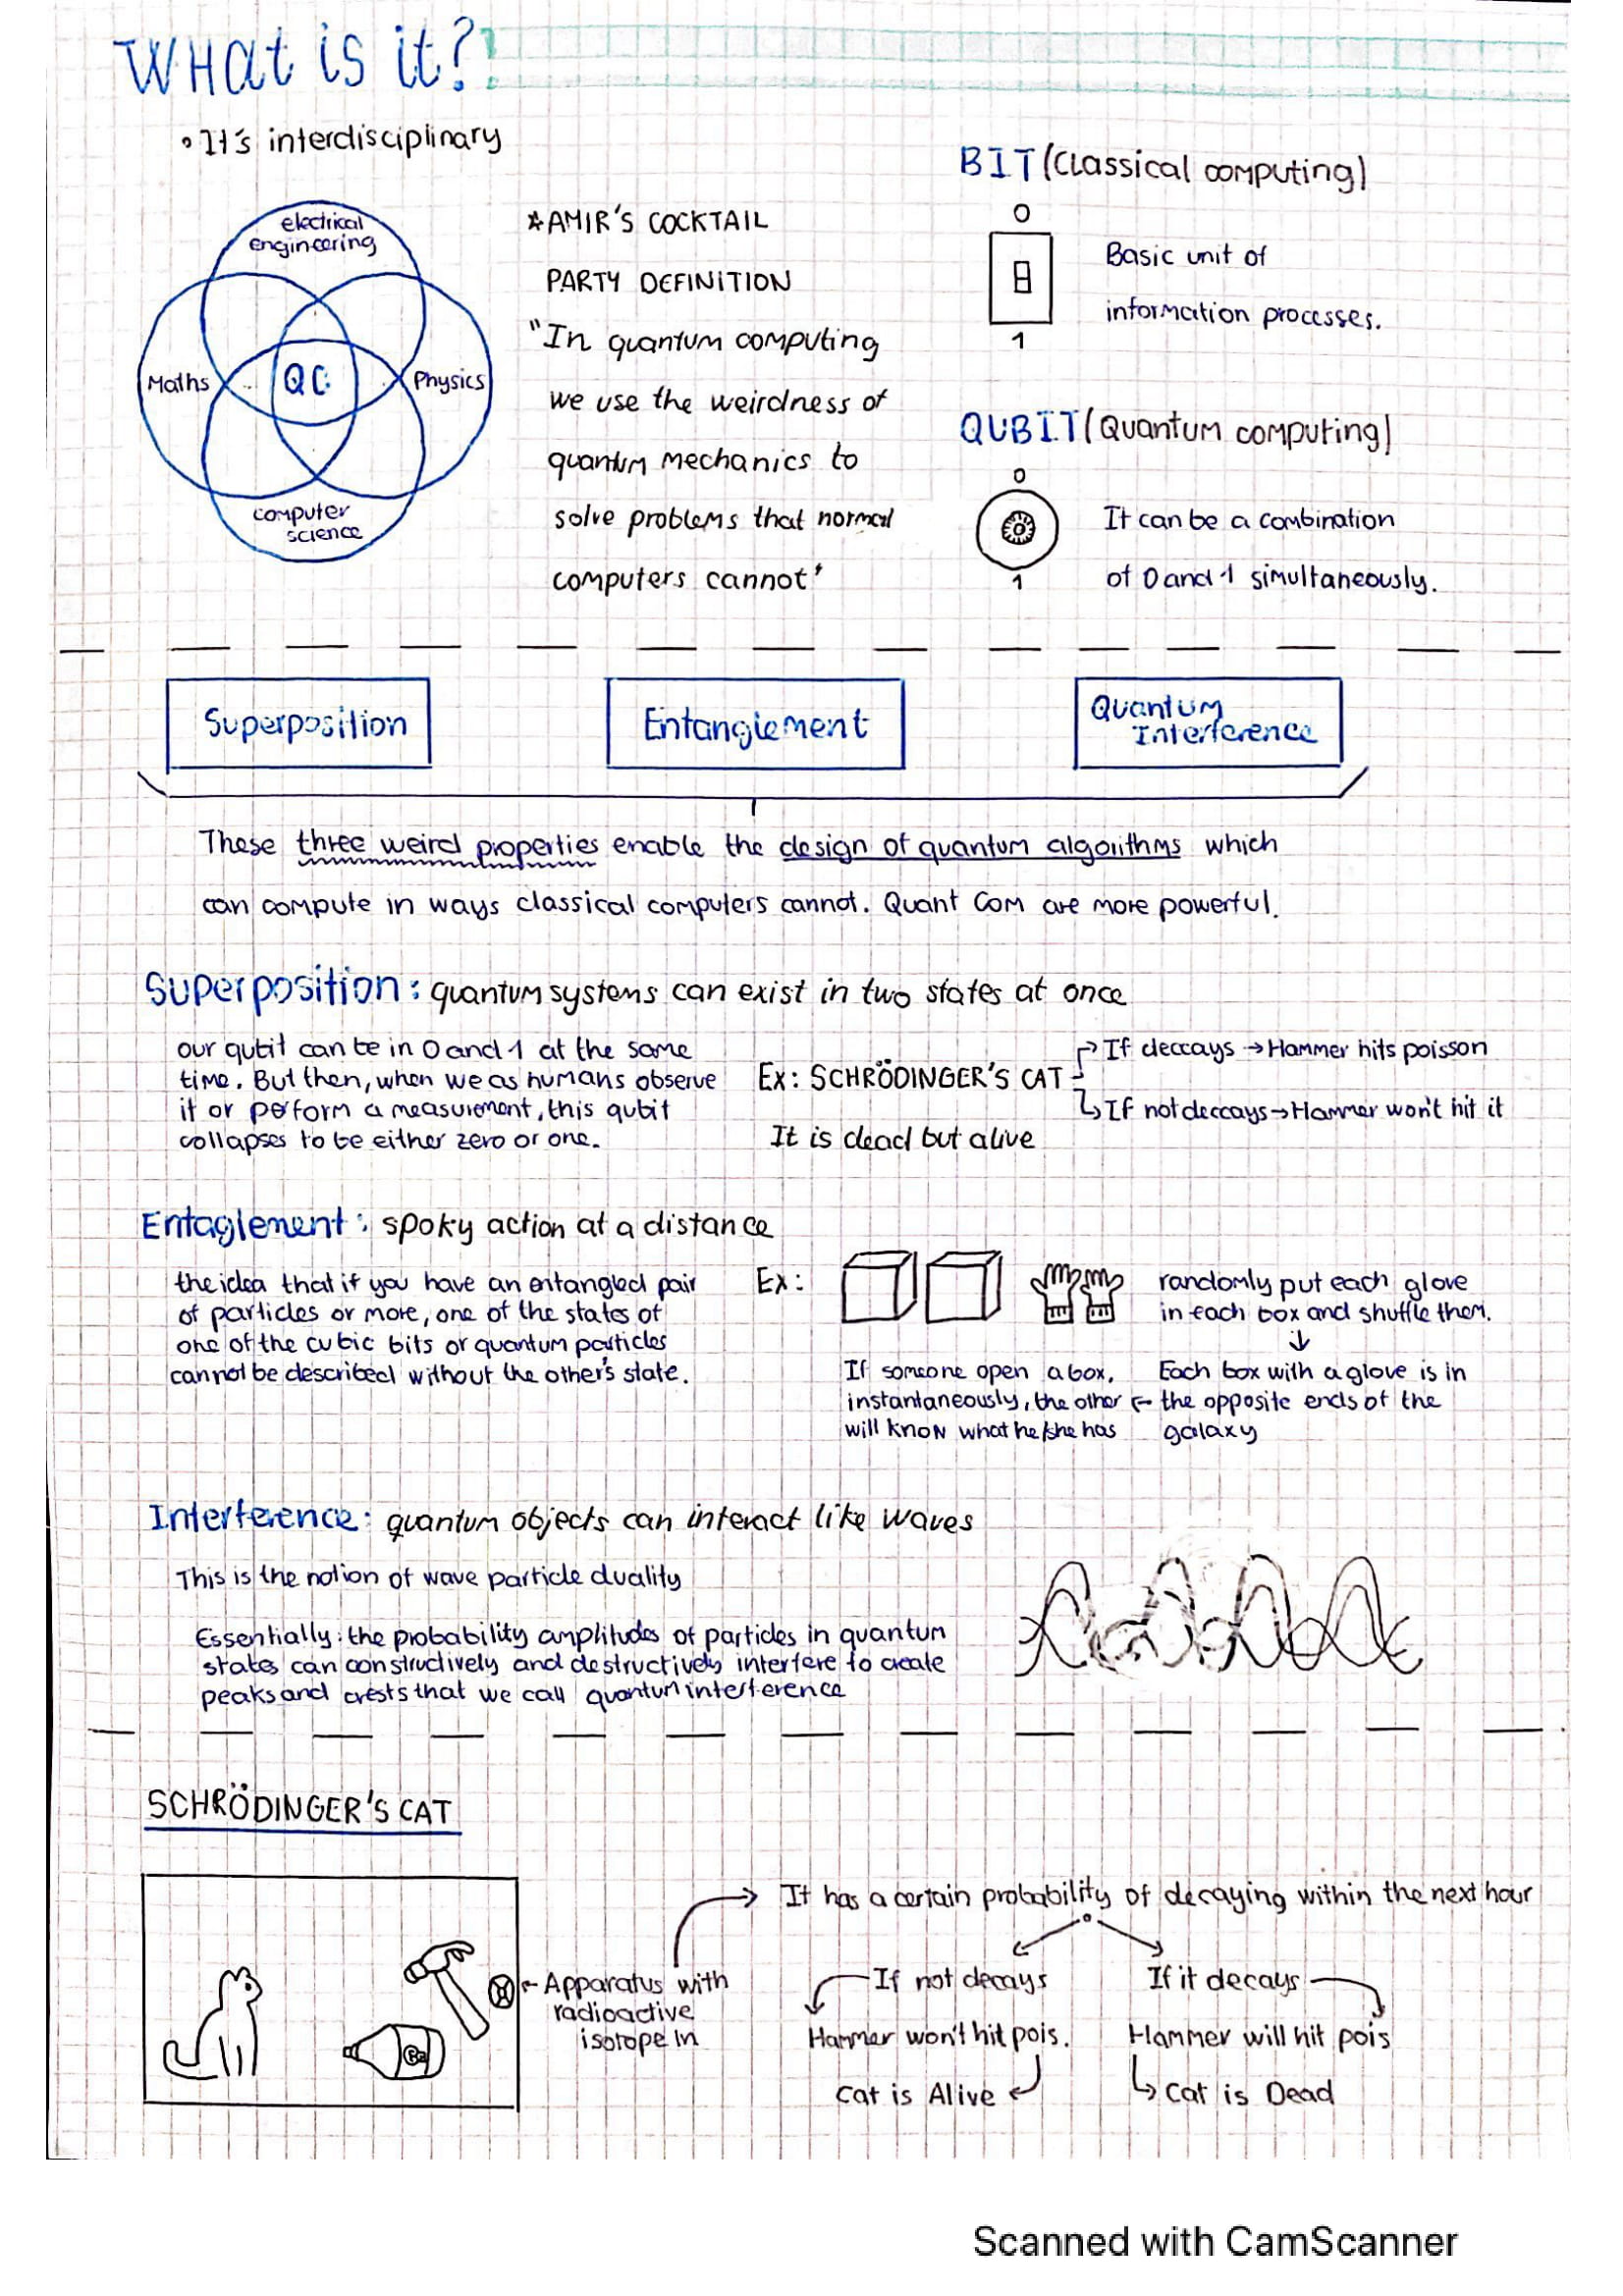 What is it?
• It's interdisciplinary
electrical
engineering
Maths
QC
Physics
computer
science
*AMIR'S COCKTAIL
PARTY DEFINITION
"In quantum computing
we use the weirdness of
quantum mechanics to
solve problems that normal
computers cannot"
BIT (Classical computing)
0
1
Basic unit of
information processes.
QUBIT (Quantum computing)
0
1
It can be a combination
of 0 and 1 simultaneously.
Superposition
Entanglement
Quantum
Interference
These three weird properties enable the design of quantum algorithms which
can compute in ways classical computers cannot. Quant Com are more powerful.
Superposition: quantum systems can exist in two states at once
our qubit can be in 0 and 1 at the same
time. But then, when we as humans observe
it or perform a measurement, this qubit
collapses to be either zero or one.
Ex: SCHRÖDINGER'S CAT
If deccays → Hammer hits poisson
If not deccays → Hammer won't hit it
It is dead but alive
Entaglement: spoky action at a distance
the idea that if you have an entangled pair
of particles or more, one of the states of
one of the cubic bits or quantum particles
cannot be described without the other's state.
Ex:
randomly put each glove
in each box and shuffle them.
↓
Each box with a glove is in
← the opposite ends of the
galaxy
If someone open a box,
instantaneously, the other
will know what he/she has
Interference: quantum objects can interact like waves
This is the notion of wave particle duality
Essentially: the probability amplitudes of particles in quantum
states can constructively and destructively interfere to create
peaks and crests that we call quantum interference
SCHRÖDINGER'S CAT
← Apparatus with
radioactive
isotope in
It has a certain probability of decaying within the next hour
If not decays
Hammer won't hit pois.
Cat is Alive
If it decays
Hammer will hit pois
Cat is Dead
Scanned with CamScanner